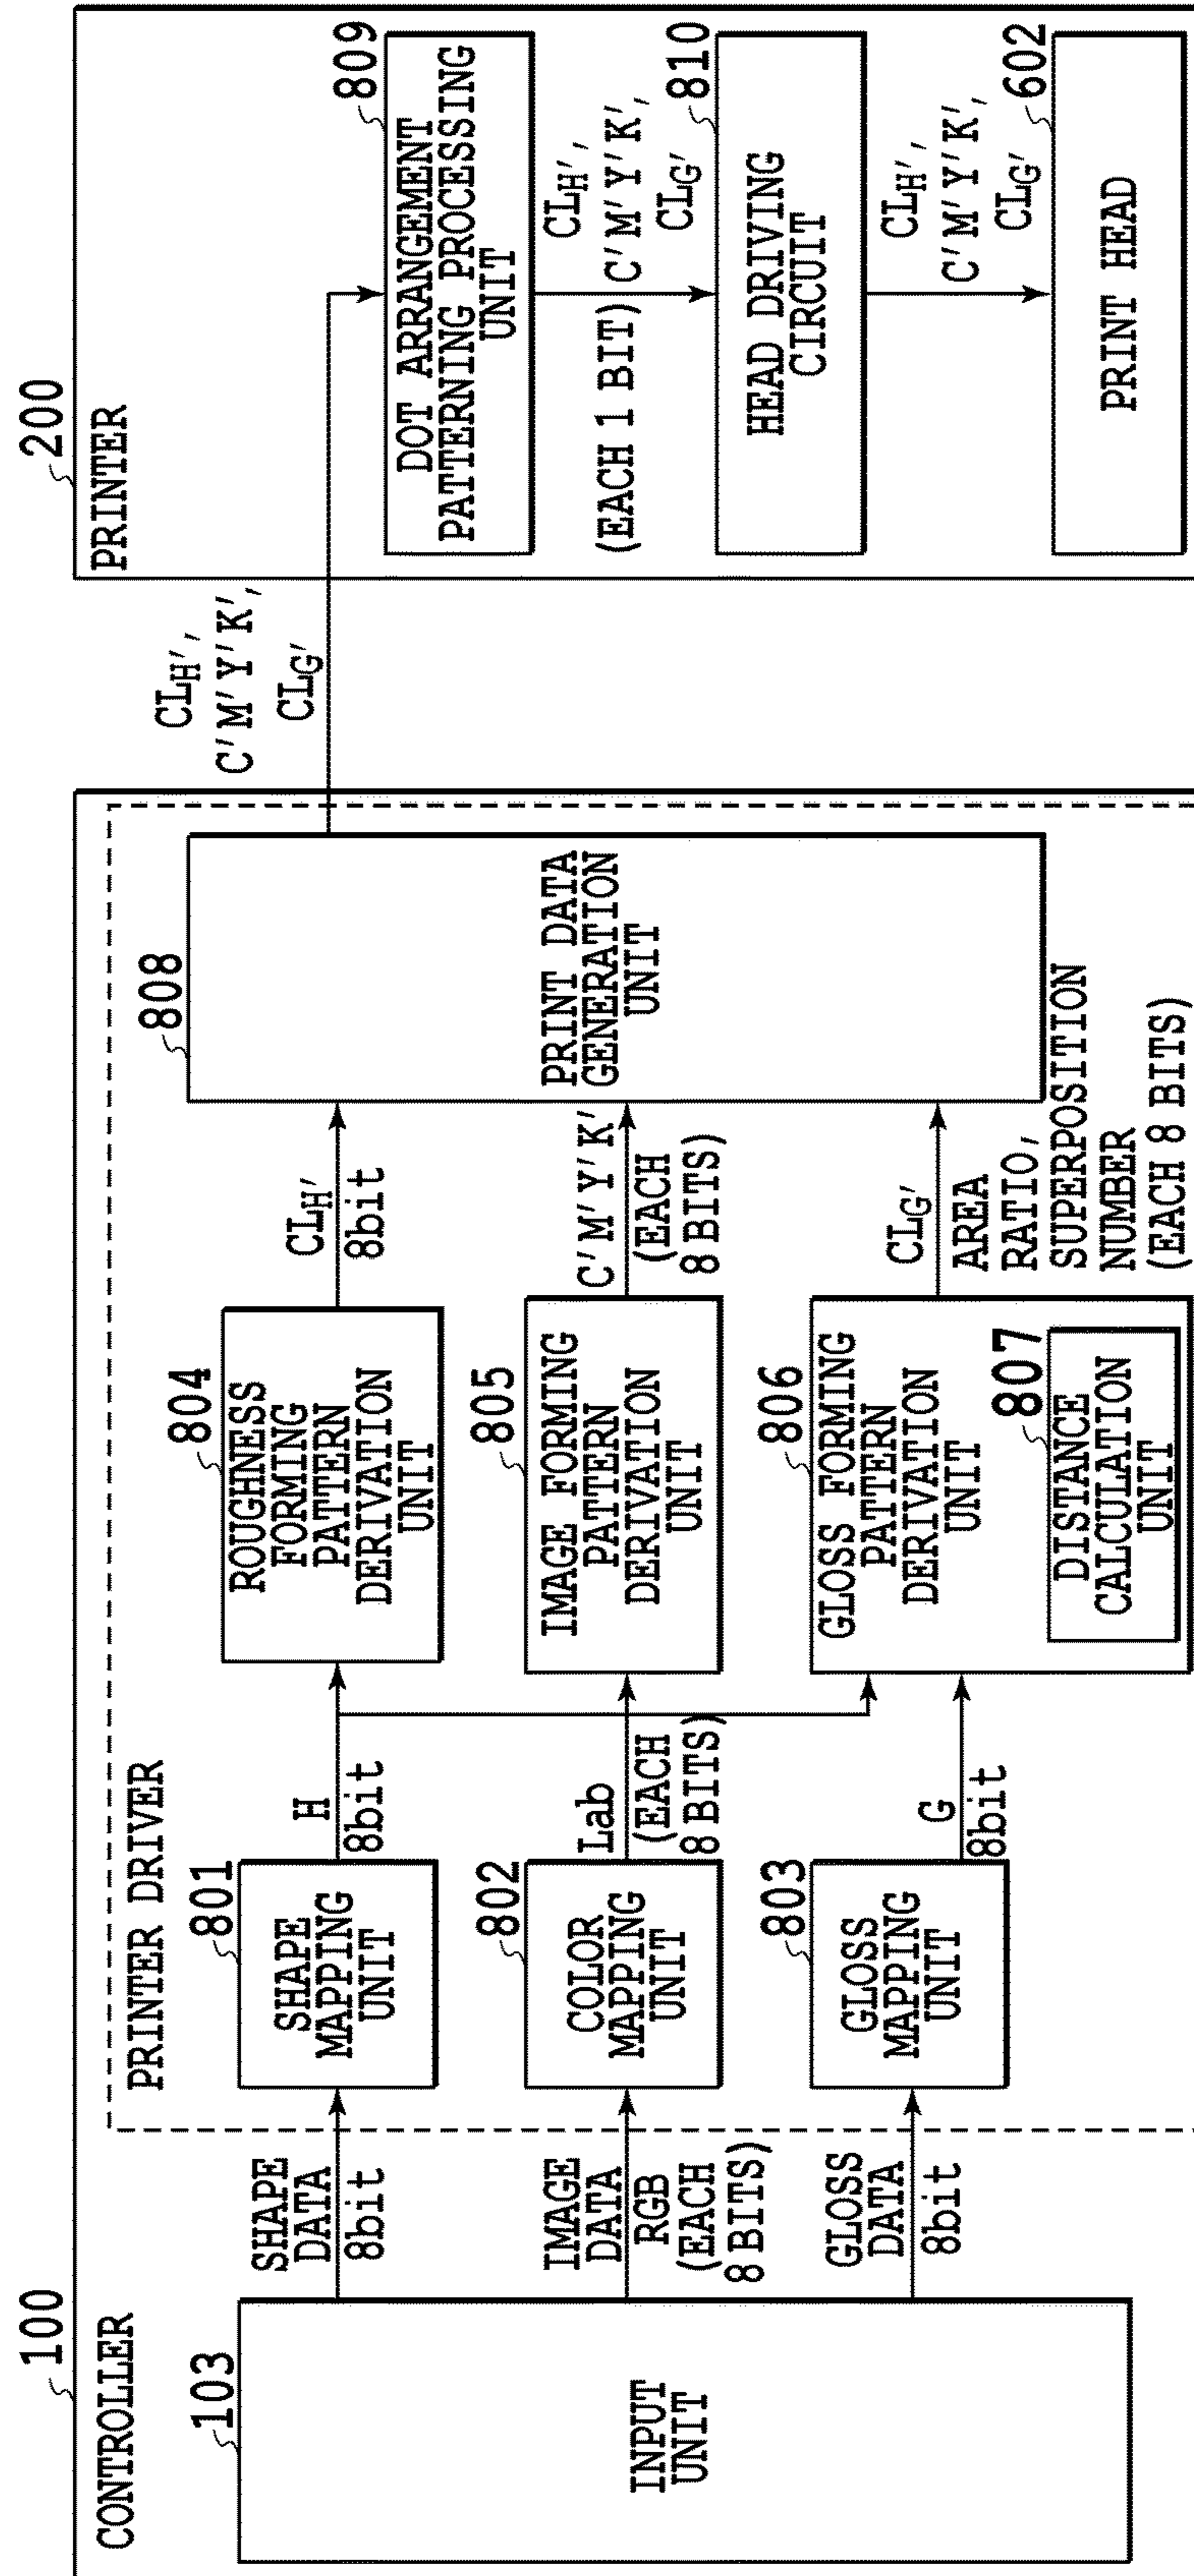 100
CONTROLLER
103
INPUT
UNIT
SHAPE
DATA
8bit
IMAGE
DATA
RGB
(EACH
8 BITS)
GLOSS
DATA
8bit
PRINTER DRIVER
801
SHAPE
MAPPING
UNIT
802
COLOR
MAPPING
UNIT
803
GLOSS
MAPPING
UNIT
H
8bit
Lab
(EACH
8 BITS)
G
8bit
804
ROUGHNESS
FORMING
PATTERN
DERIVATION
UNIT
805
IMAGE FORMING
PATTERN
DERIVATION
UNIT
806
GLOSS FORMING
PATTERN
DERIVATION
UNIT
807
DISTANCE
CALCULATION
UNIT
CLH'
8bit
C'M'Y'K'
(EACH
8 BITS)
CLG'
AREA
RATIO,
SUPERPOSITION
NUMBER
(EACH 8 BITS)
808
PRINT DATA
GENERATION
UNIT
CLH',
C'M'Y'K',
CLG'
200
PRINTER
809
DOT ARRANGEMENT
PATTERNING PROCESSING
UNIT
CLH',
(EACH 1 BIT) C'M'Y'K',
CLG'
810
HEAD DRIVING
CIRCUIT
CLH',
C'M'Y'K',
CLG'
602
PRINT HEAD